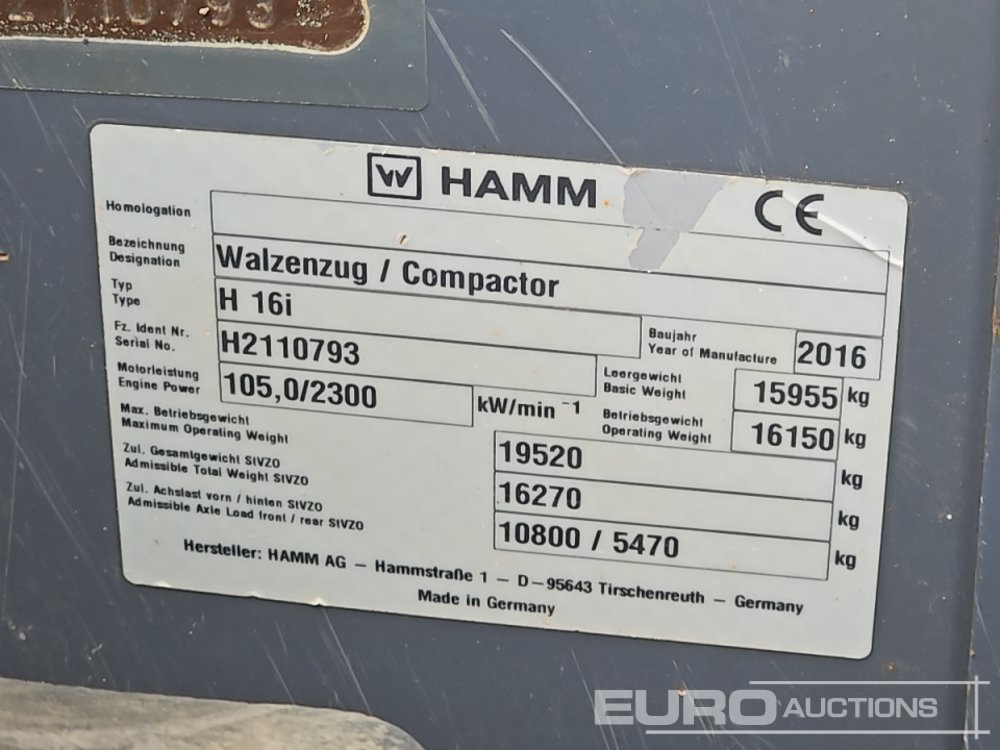 2110793
HAMM CE
Homologation
Bezeichnung
Designation
Walzenzug / Compactor
Typ
Type
H 16i
Baujahr
Year of Manufacture
2016
Fz. Ident Nr.
Serial No.
H2110793
Leergewicht
Basic Weight
15955 kg
Motorleistung
Engine Power
105,0/2300 kW/min⁻¹
Betriebsgewicht
Operating Weight
16150 kg
Max. Betriebsgewicht
Maximum Operating Weight
19520 kg
Zul. Gesamtgewicht StVZO
Admissible Total Weight StVZO
16270 kg
Zul. Achslast vorn / hinten StVZO
Admissible Axle Load front / rear StVZO
10800 / 5470 kg
Hersteller: HAMM AG – Hammstraße 1 – D–95643 Tirschenreuth – Germany
Made in Germany
EURO AUCTIONS